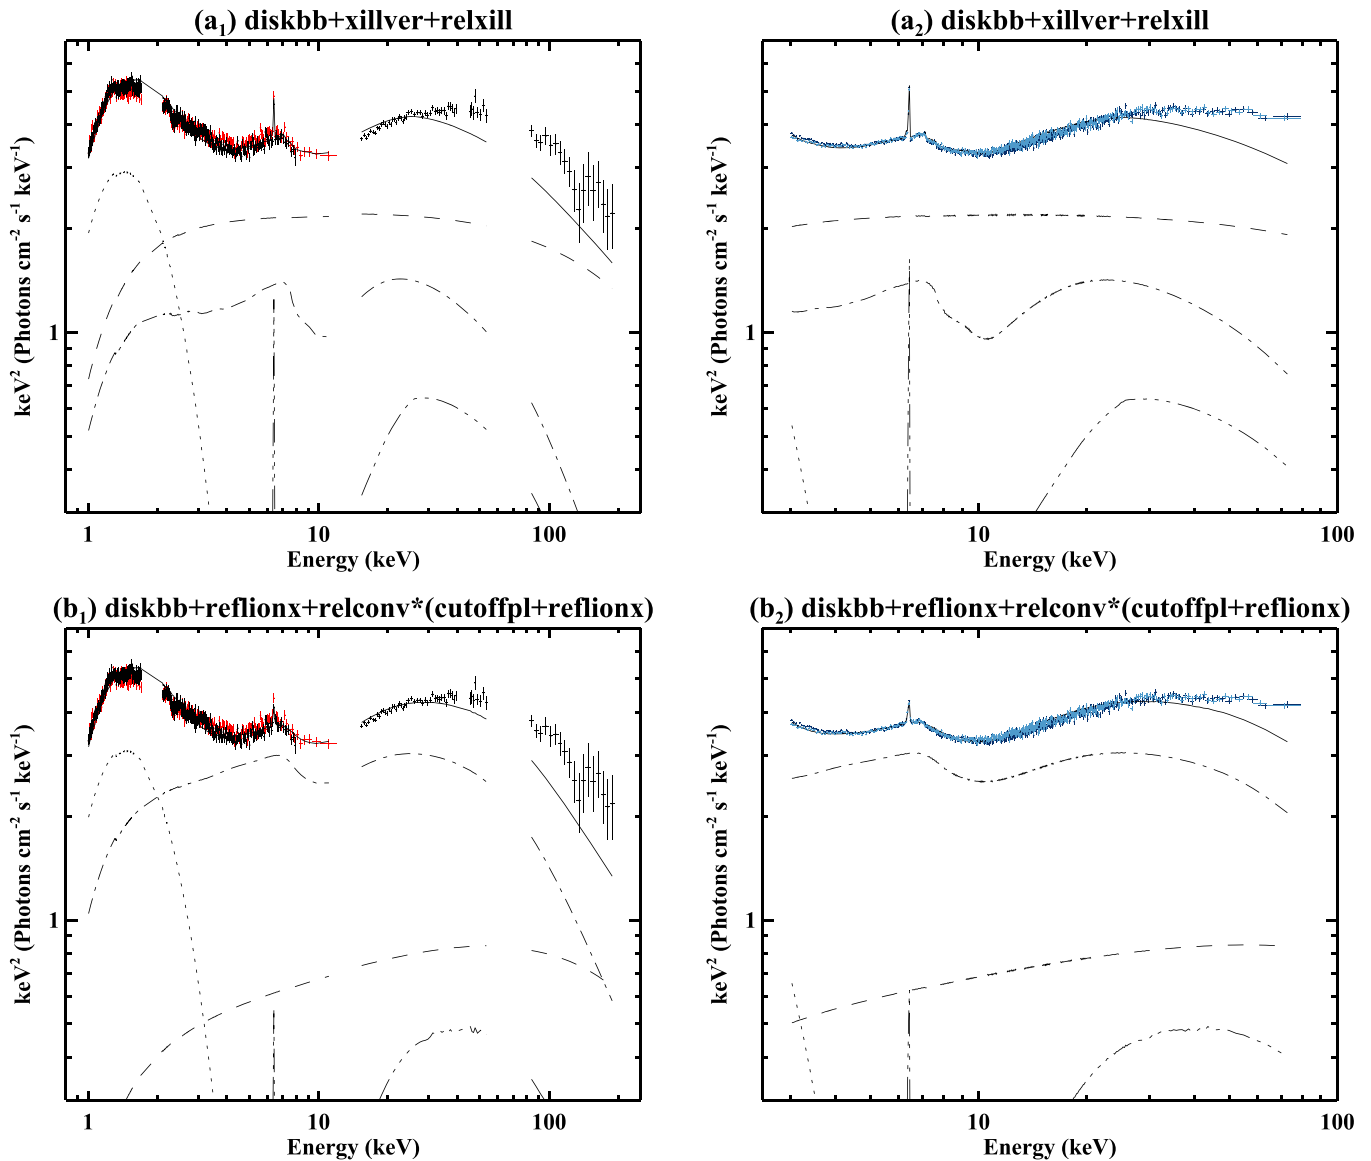 (a₁) diskbb+xillver+relxill
keV² (Photons cm⁻² s⁻¹ keV⁻¹)
1
1
10
100
Energy (keV)
(a₂) diskbb+xillver+relxill
keV² (Photons cm⁻² s⁻¹ keV⁻¹)
1
10
100
Energy (keV)
(b₁) diskbb+reflionx+relconv*(cutoffpl+reflionx)
keV² (Photons cm⁻² s⁻¹ keV⁻¹)
1
1
10
100
Energy (keV)
(b₂) diskbb+reflionx+relconv*(cutoffpl+reflionx)
keV² (Photons cm⁻² s⁻¹ keV⁻¹)
1
10
100
Energy (keV)